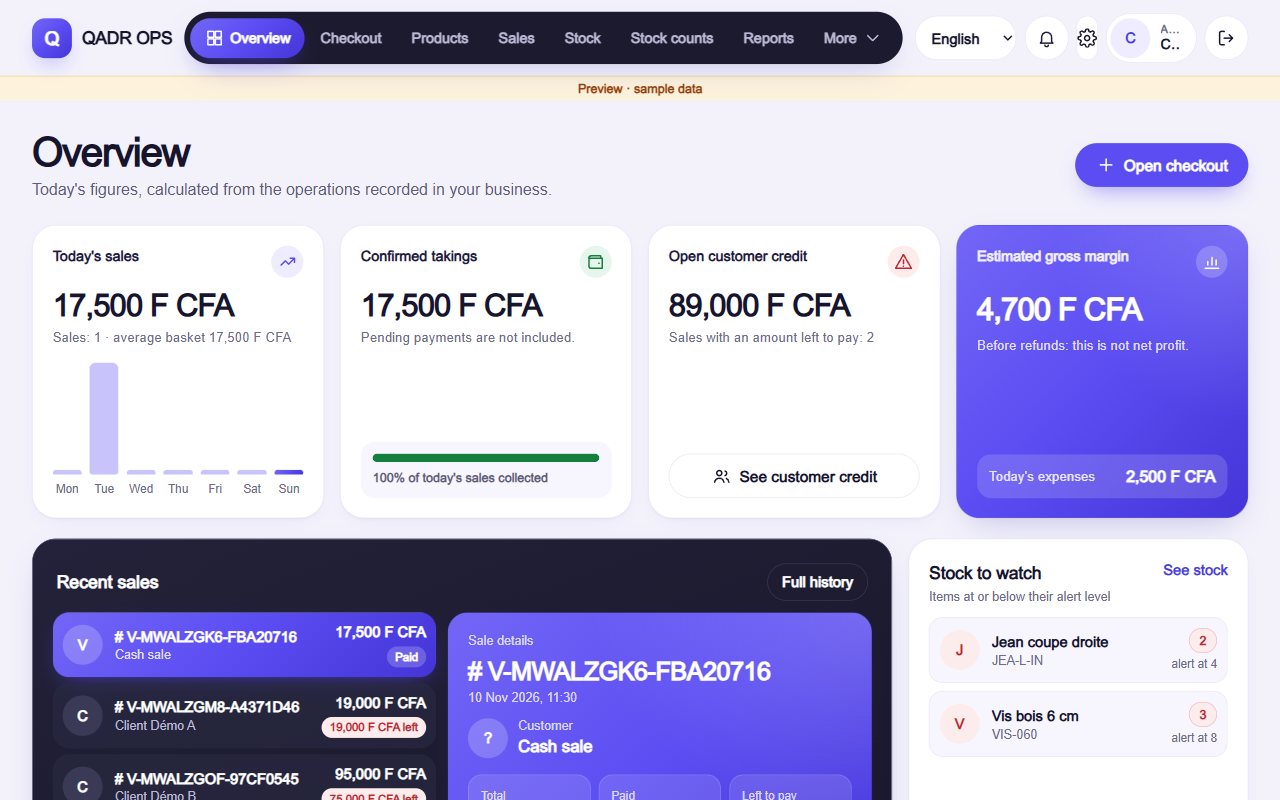 Q QADR OPS
Overview
Checkout
Products
Sales
Stock
Stock counts
Reports
More
English
C
A...
C..
Preview · sample data
Overview
Today's figures, calculated from the operations recorded in your business.
Open checkout
Today's sales
17,500 F CFA
Sales: 1 · average basket 17,500 F CFA
Mon Tue Wed Thu Fri Sat Sun
Confirmed takings
17,500 F CFA
Pending payments are not included.
100% of today's sales collected
Open customer credit
89,000 F CFA
Sales with an amount left to pay: 2
See customer credit
Estimated gross margin
4,700 F CFA
Before refunds: this is not net profit.
Today's expenses 2,500 F CFA
Recent sales
Full history
V
# V-MWALZGK6-FBA20716 17,500 F CFA
Cash sale Paid
C
# V-MWALZGM8-A4371D46 19,000 F CFA
Client Démo A 19,000 F CFA left
C
# V-MWALZGOF-97CF0545 95,000 F CFA
Client Démo B 75,000 F CFA left
Sale details
# V-MWALZGK6-FBA20716
10 Nov 2026, 11:30
?
Customer
Cash sale
Total Paid Left to pay
Stock to watch
See stock
Items at or below their alert level
J
Jean coupe droite 2
JEA-L-IN alert at 4
V
Vis bois 6 cm 3
VIS-060 alert at 8